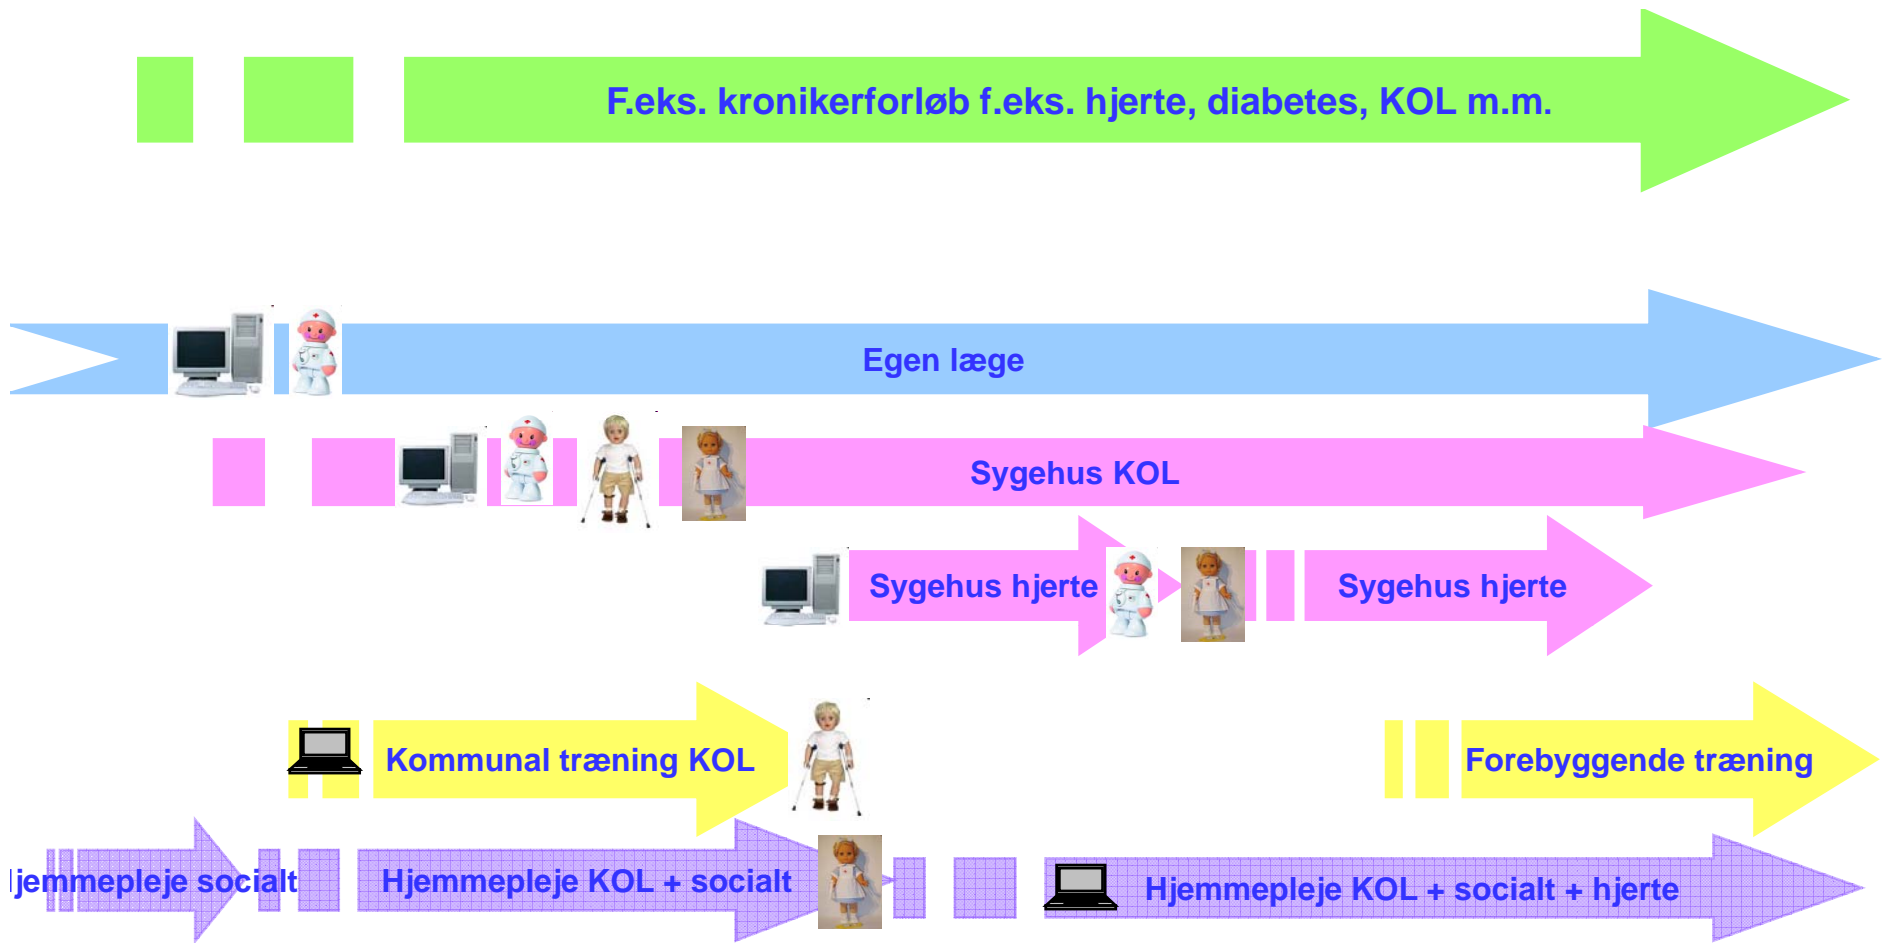 F.eks. kronikerforløb f.eks. hjerte, diabetes, KOL m.m.
Egen læge
Sygehus KOL
Sygehus hjerte
Sygehus hjerte
Kommunal træning KOL
Forebyggende træning
jemmepleje socialt
Hjemmepleje KOL + socialt
Hjemmepleje KOL + socialt + hjerte